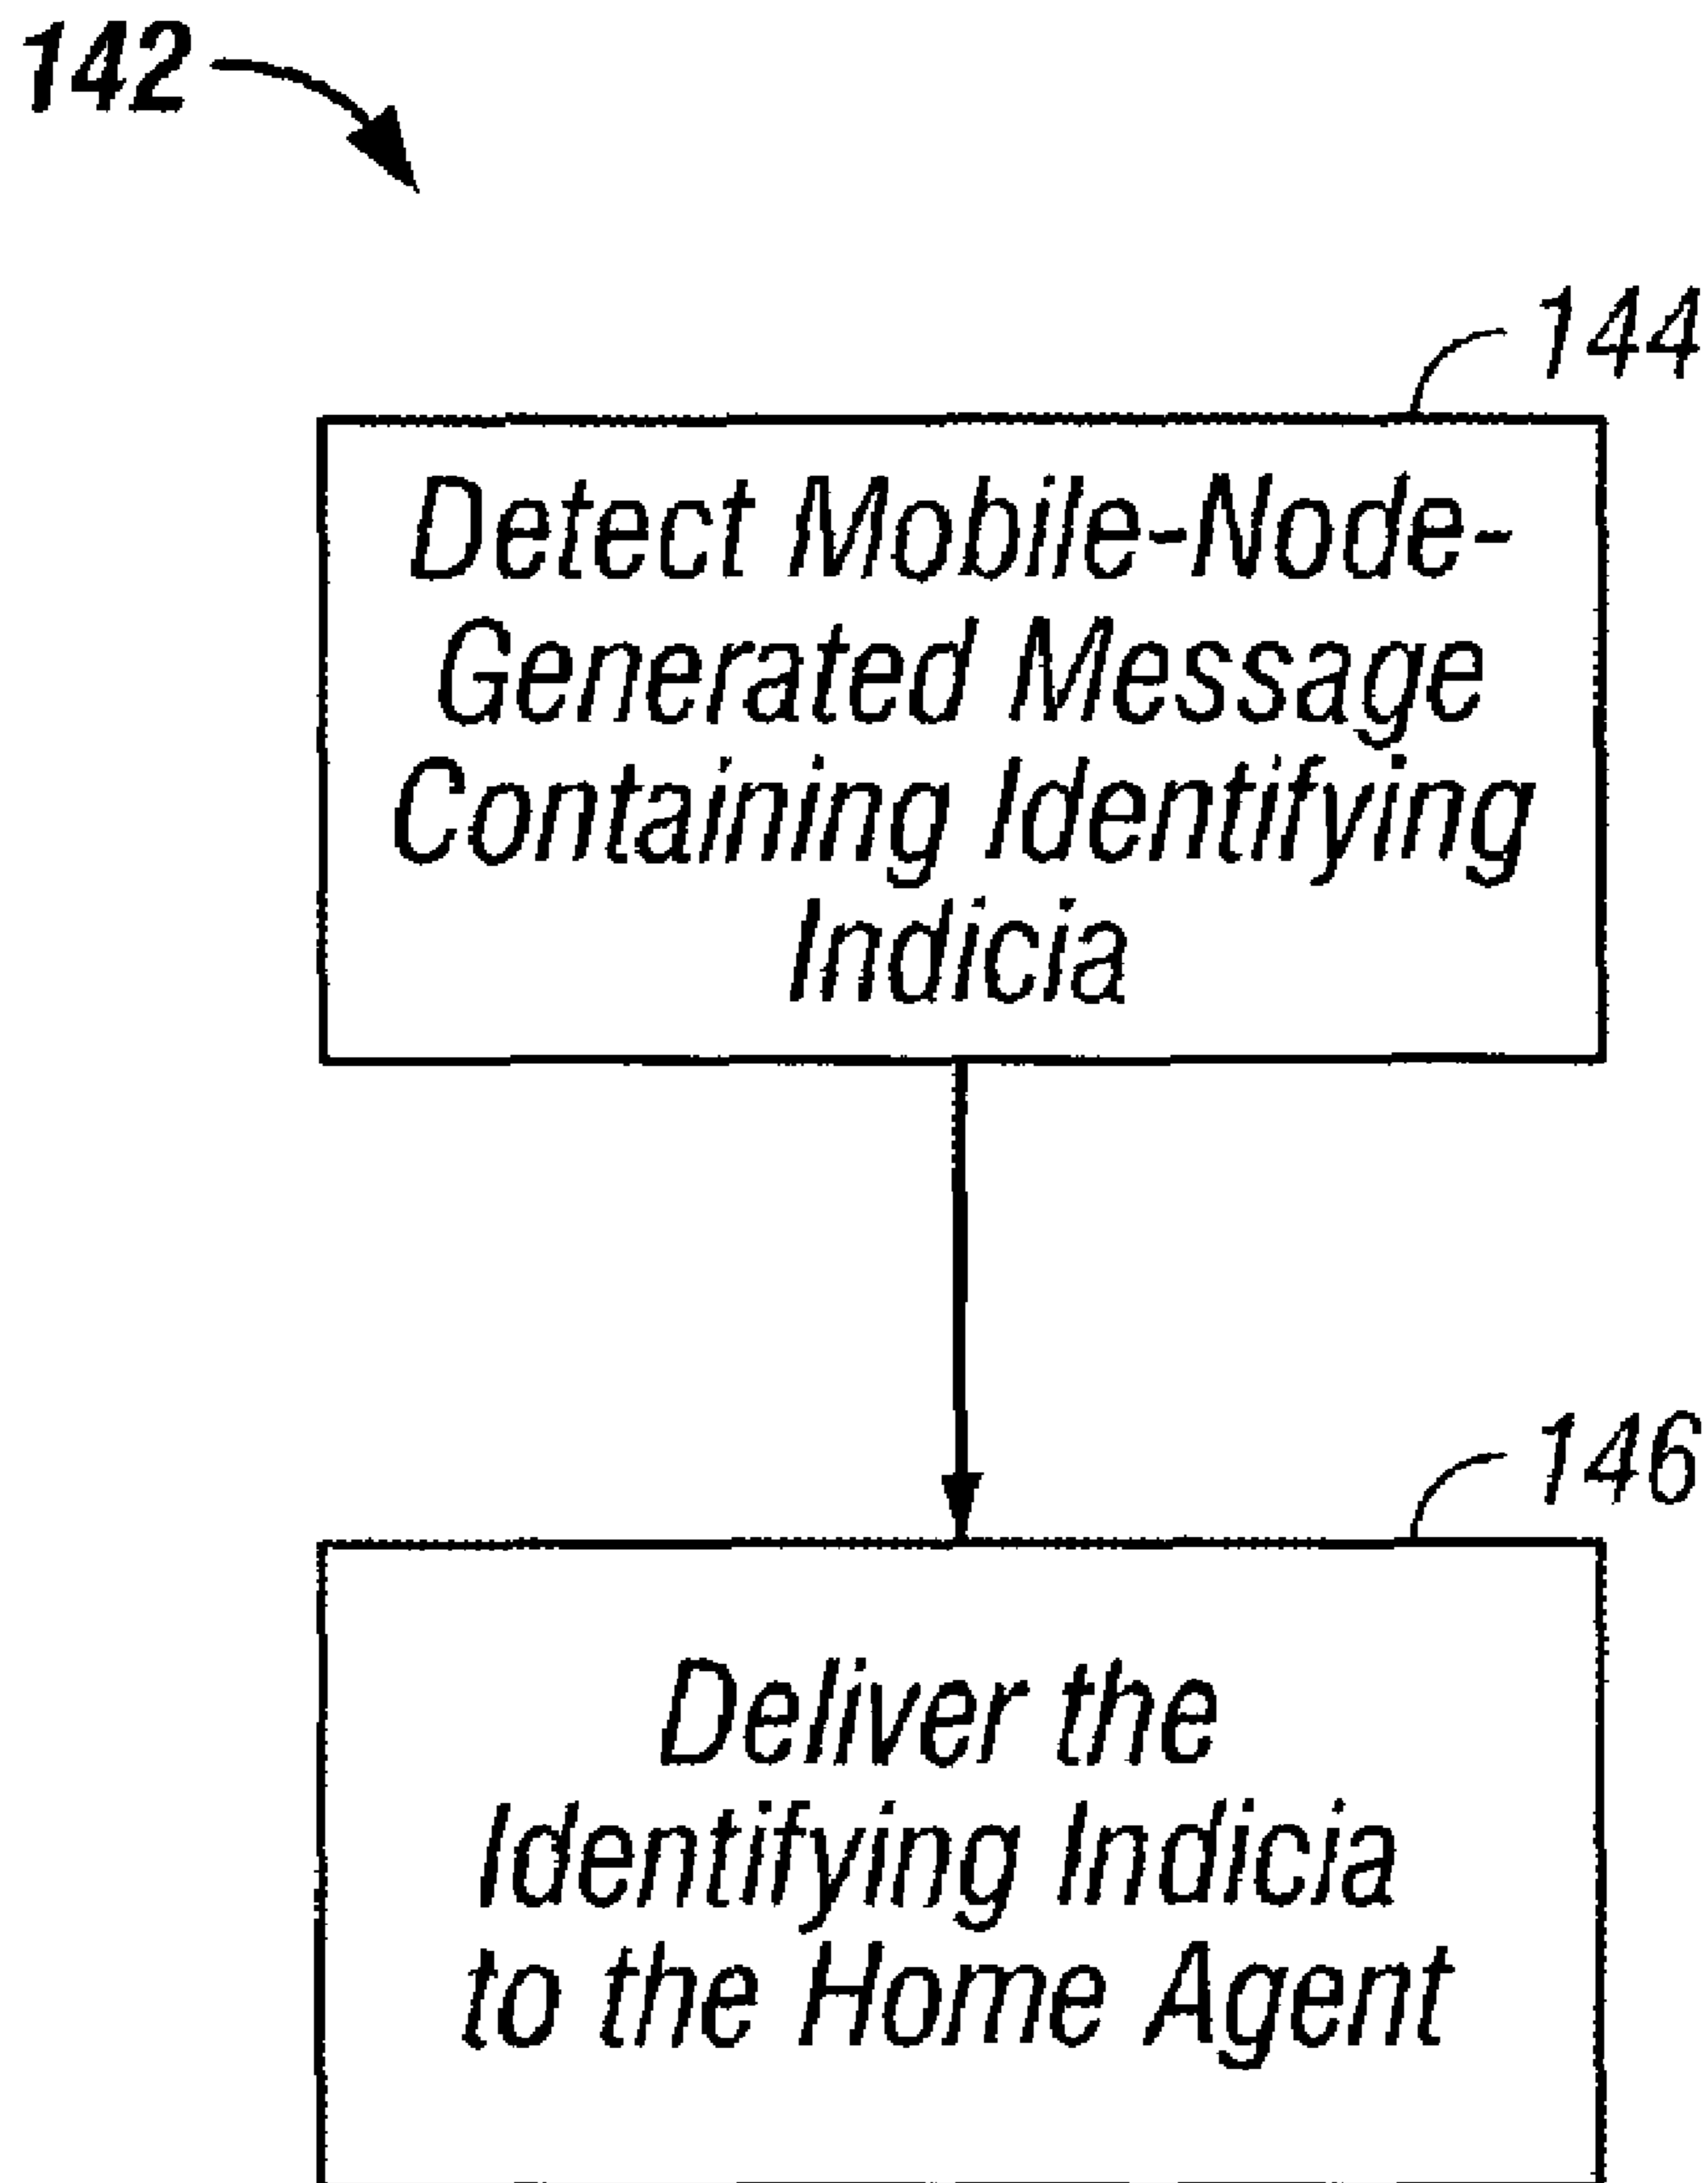 142
144
Detect Mobile-Node-
Generated Message
Containing Identifying
Indicia
146
Deliver the
Identifying Indicia
to the Home Agent